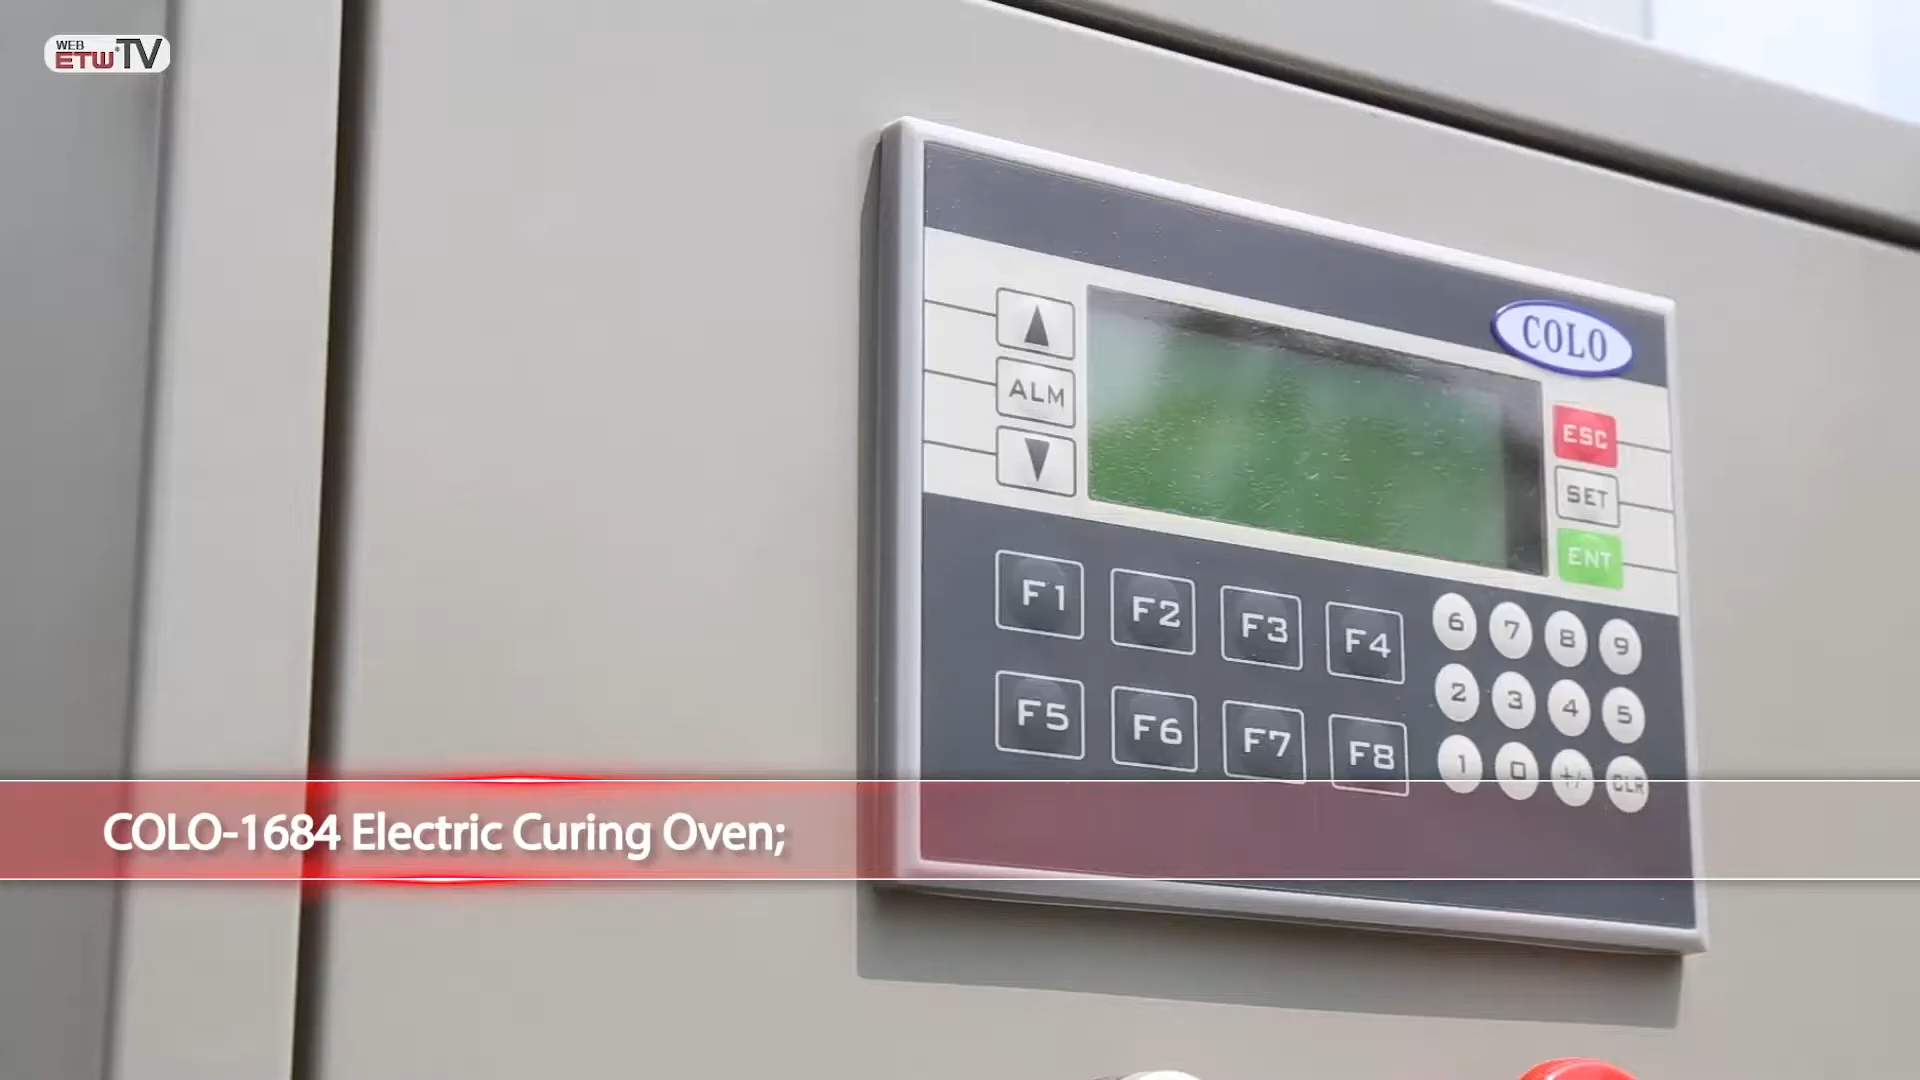 WEB
ETW®TV
COLO
ALM
ESC
SET
ENT
F1 F2 F3 F4
6 7 8 9
2 3 4 5
F5 F6 F7 F8
1 0 +/- CLR
COLO-1684 Electric Curing Oven;